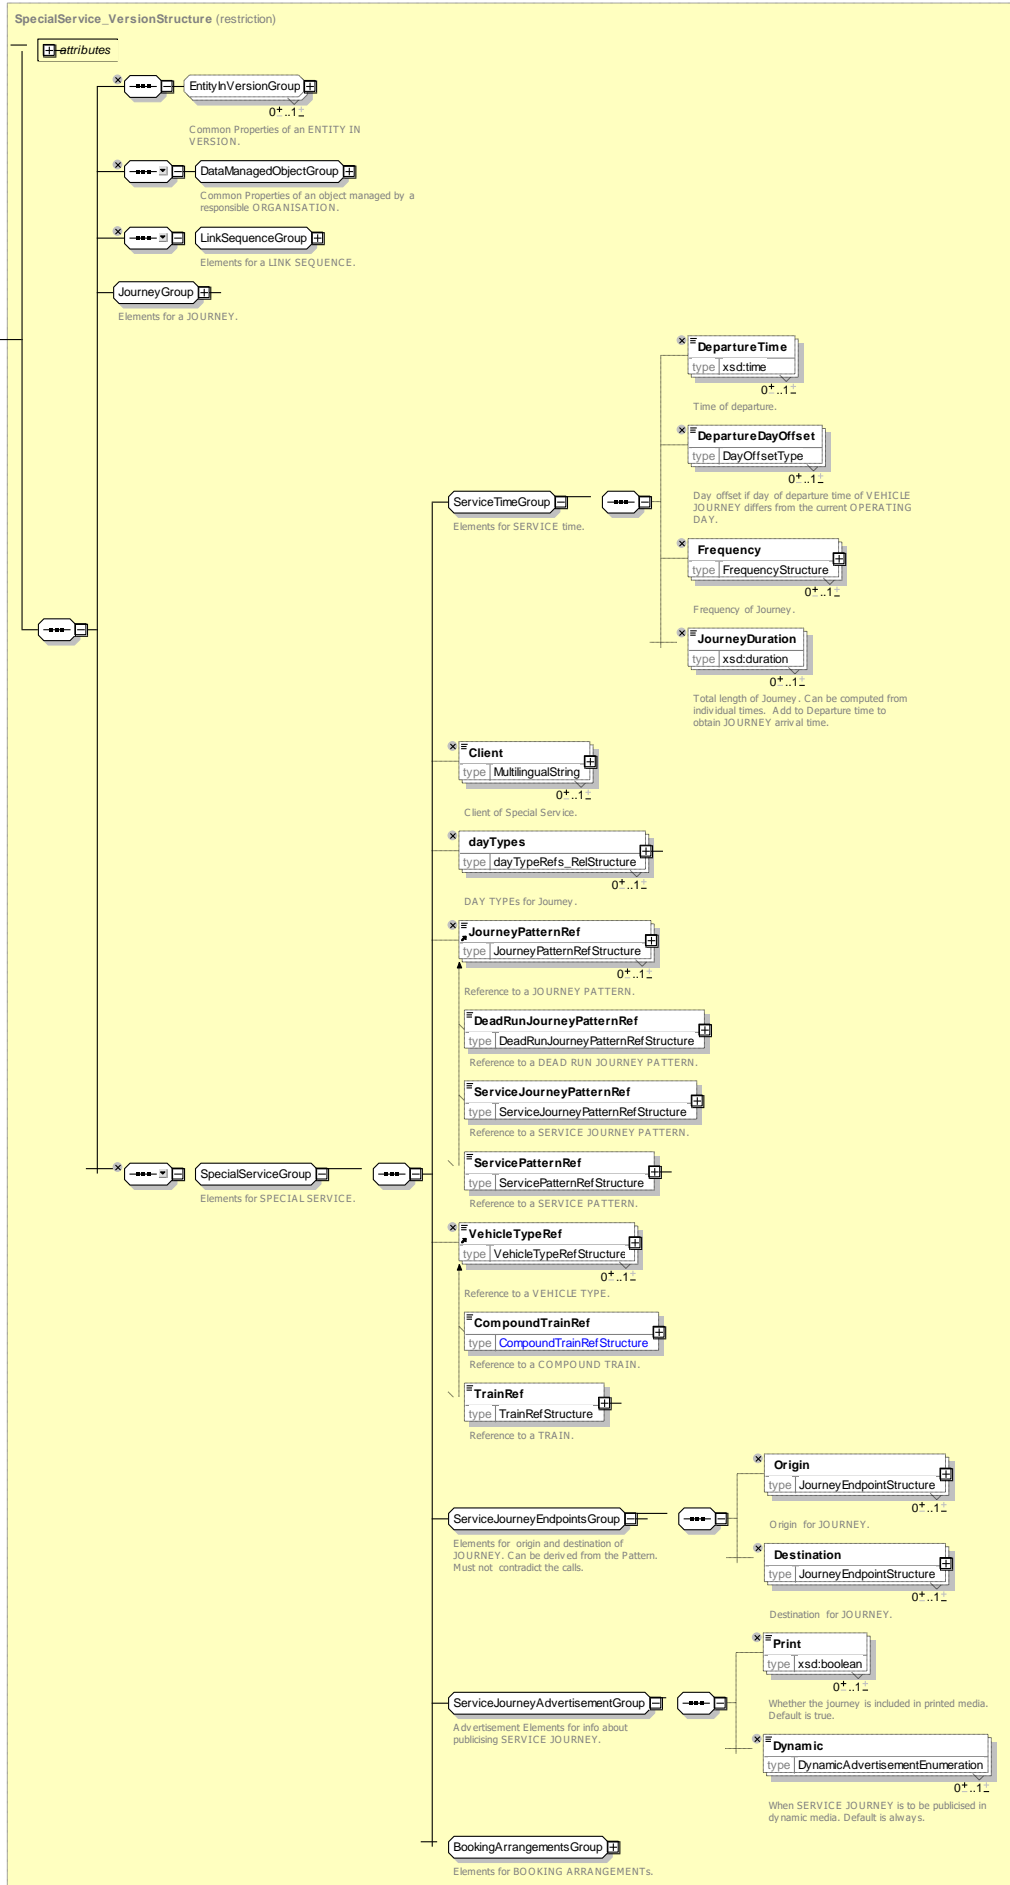 SpecialService_VersionStructure (restriction)
attributes
EntityInVersionGroup
0..1
Common Properties of an ENTITY IN
VERSION.
DataManagedObjectGroup
Common Properties of an object managed by a
responsible ORGANISATION.
LinkSequenceGroup
Elements for a LINK SEQUENCE.
JourneyGroup
Elements for a JOURNEY.
DepartureTime
type xsd:time
0..1
Time of departure.
DepartureDayOffset
type DayOffsetType
0..1
Day offset if day of departure time of VEHICLE
JOURNEY differs from the current OPERATING
DAY.
ServiceTimeGroup
Elements for SERVICE time.
Frequency
type FrequencyStructure
0..1
Frequency of Journey.
JourneyDuration
type xsd:duration
0..1
Total length of Journey. Can be computed from
individual times. Add to Departure time to
obtain JOURNEY arrival time.
Client
type MultilingualString
0..1
Client of Special Service.
dayTypes
type dayTypeRefs_RelStructure
0..1
DAY TYPEs for Journey.
JourneyPatternRef
type JourneyPatternRefStructure
0..1
Reference to a JOURNEY PATTERN.
DeadRunJourneyPatternRef
type DeadRunJourneyPatternRefStructure
Reference to a DEAD RUN JOURNEY PATTERN.
ServiceJourneyPatternRef
type ServiceJourneyPatternRefStructure
Reference to a SERVICE JOURNEY PATTERN.
SpecialServiceGroup
Elements for SPECIAL SERVICE.
ServicePatternRef
type ServicePatternRefStructure
Reference to a SERVICE PATTERN.
VehicleTypeRef
type VehicleTypeRefStructure
0..1
Reference to a VEHICLE TYPE.
CompoundTrainRef
type CompoundTrainRefStructure
Reference to a COMPOUND TRAIN.
TrainRef
type TrainRefStructure
Reference to a TRAIN.
Origin
type JourneyEndpointStructure
0..1
Origin for JOURNEY.
ServiceJourneyEndpointsGroup
Elements for origin and destination of
JOURNEY. Can be derived from the Pattern.
Must not contradict the calls.
Destination
type JourneyEndpointStructure
0..1
Destination for JOURNEY.
Print
type xsd:boolean
0..1
Whether the journey is included in printed media.
Default is true.
ServiceJourneyAdvertisementGroup
Advertisement Elements for info about
publicising SERVICE JOURNEY.
Dynamic
type DynamicAdvertisementEnumeration
0..1
When SERVICE JOURNEY is to be publicised in
dynamic media. Default is always.
BookingArrangementsGroup
Elements for BOOKING ARRANGEMENTs.